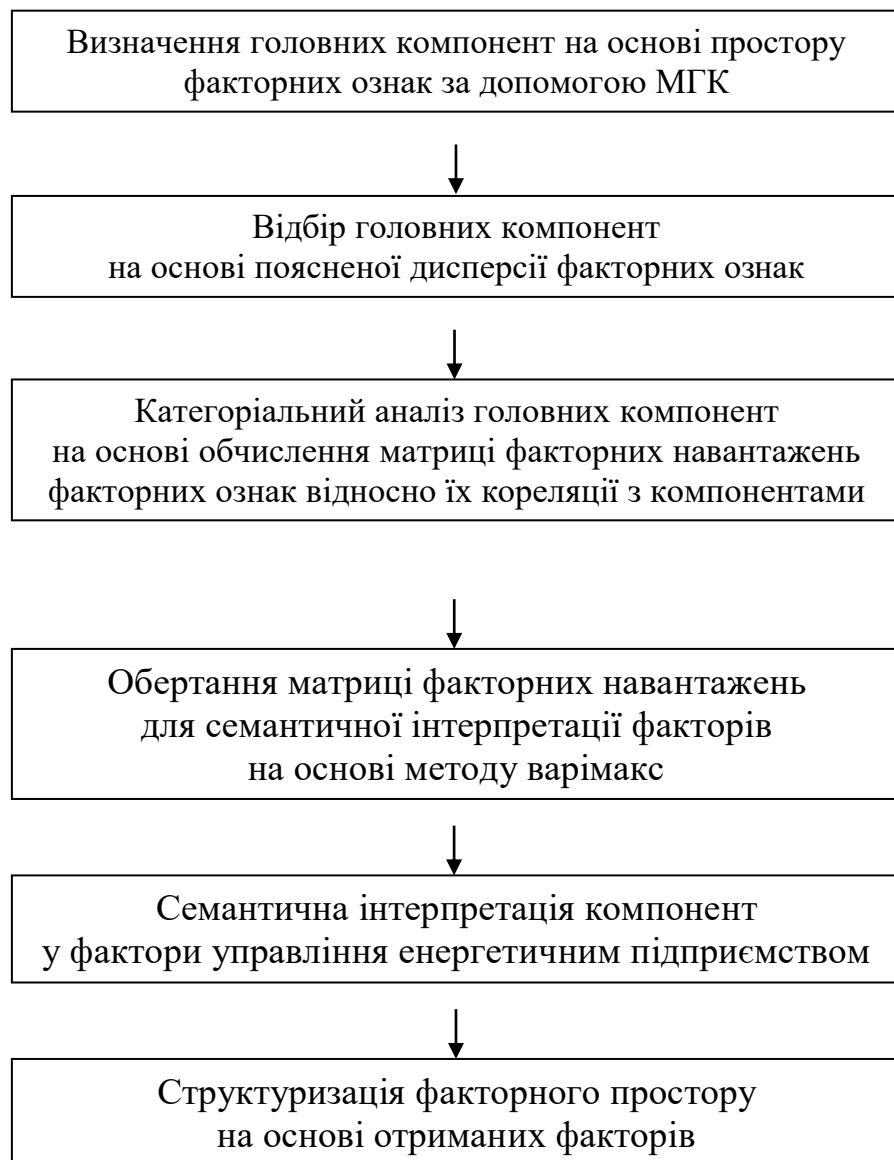 Визначення головних компонент на основі простору
факторних ознак за допомогою МГК
Відбір головних компонент
на основі поясненої дисперсії факторних ознак
Категоріальний аналіз головних компонент
на основі обчислення матриці факторних навантажень
факторних ознак відносно їх кореляції з компонентами
Обертання матриці факторних навантажень
для семантичної інтерпретації факторів
на основі методу варімакс
Семантична інтерпретація компонент
у фактори управління енергетичним підприємством
Структуризація факторного простору
на основі отриманих факторів